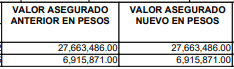 VALOR ASEGURADO VALOR ASEGURADO
ANTERIOR EN PESOS NUEVO EN PESOS
27,663,486.00 27,663,486.00
6,915,871.00 6,915,871.00